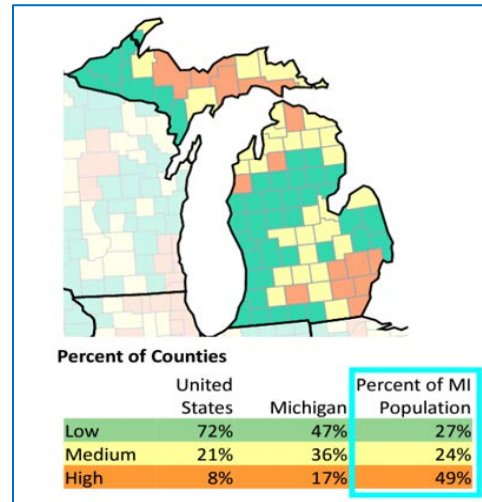 Percent of Counties
United States Michigan Percent of MI Population
Low 72% 47% 27%
Medium 21% 36% 24%
High 8% 17% 49%